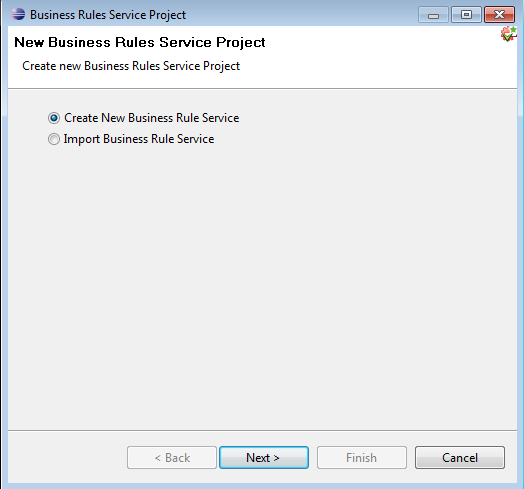 Business Rules Service Project
New Business Rules Service Project
Create new Business Rules Service Project
Create New Business Rule Service
Import Business Rule Service
< Back Next > Finish Cancel